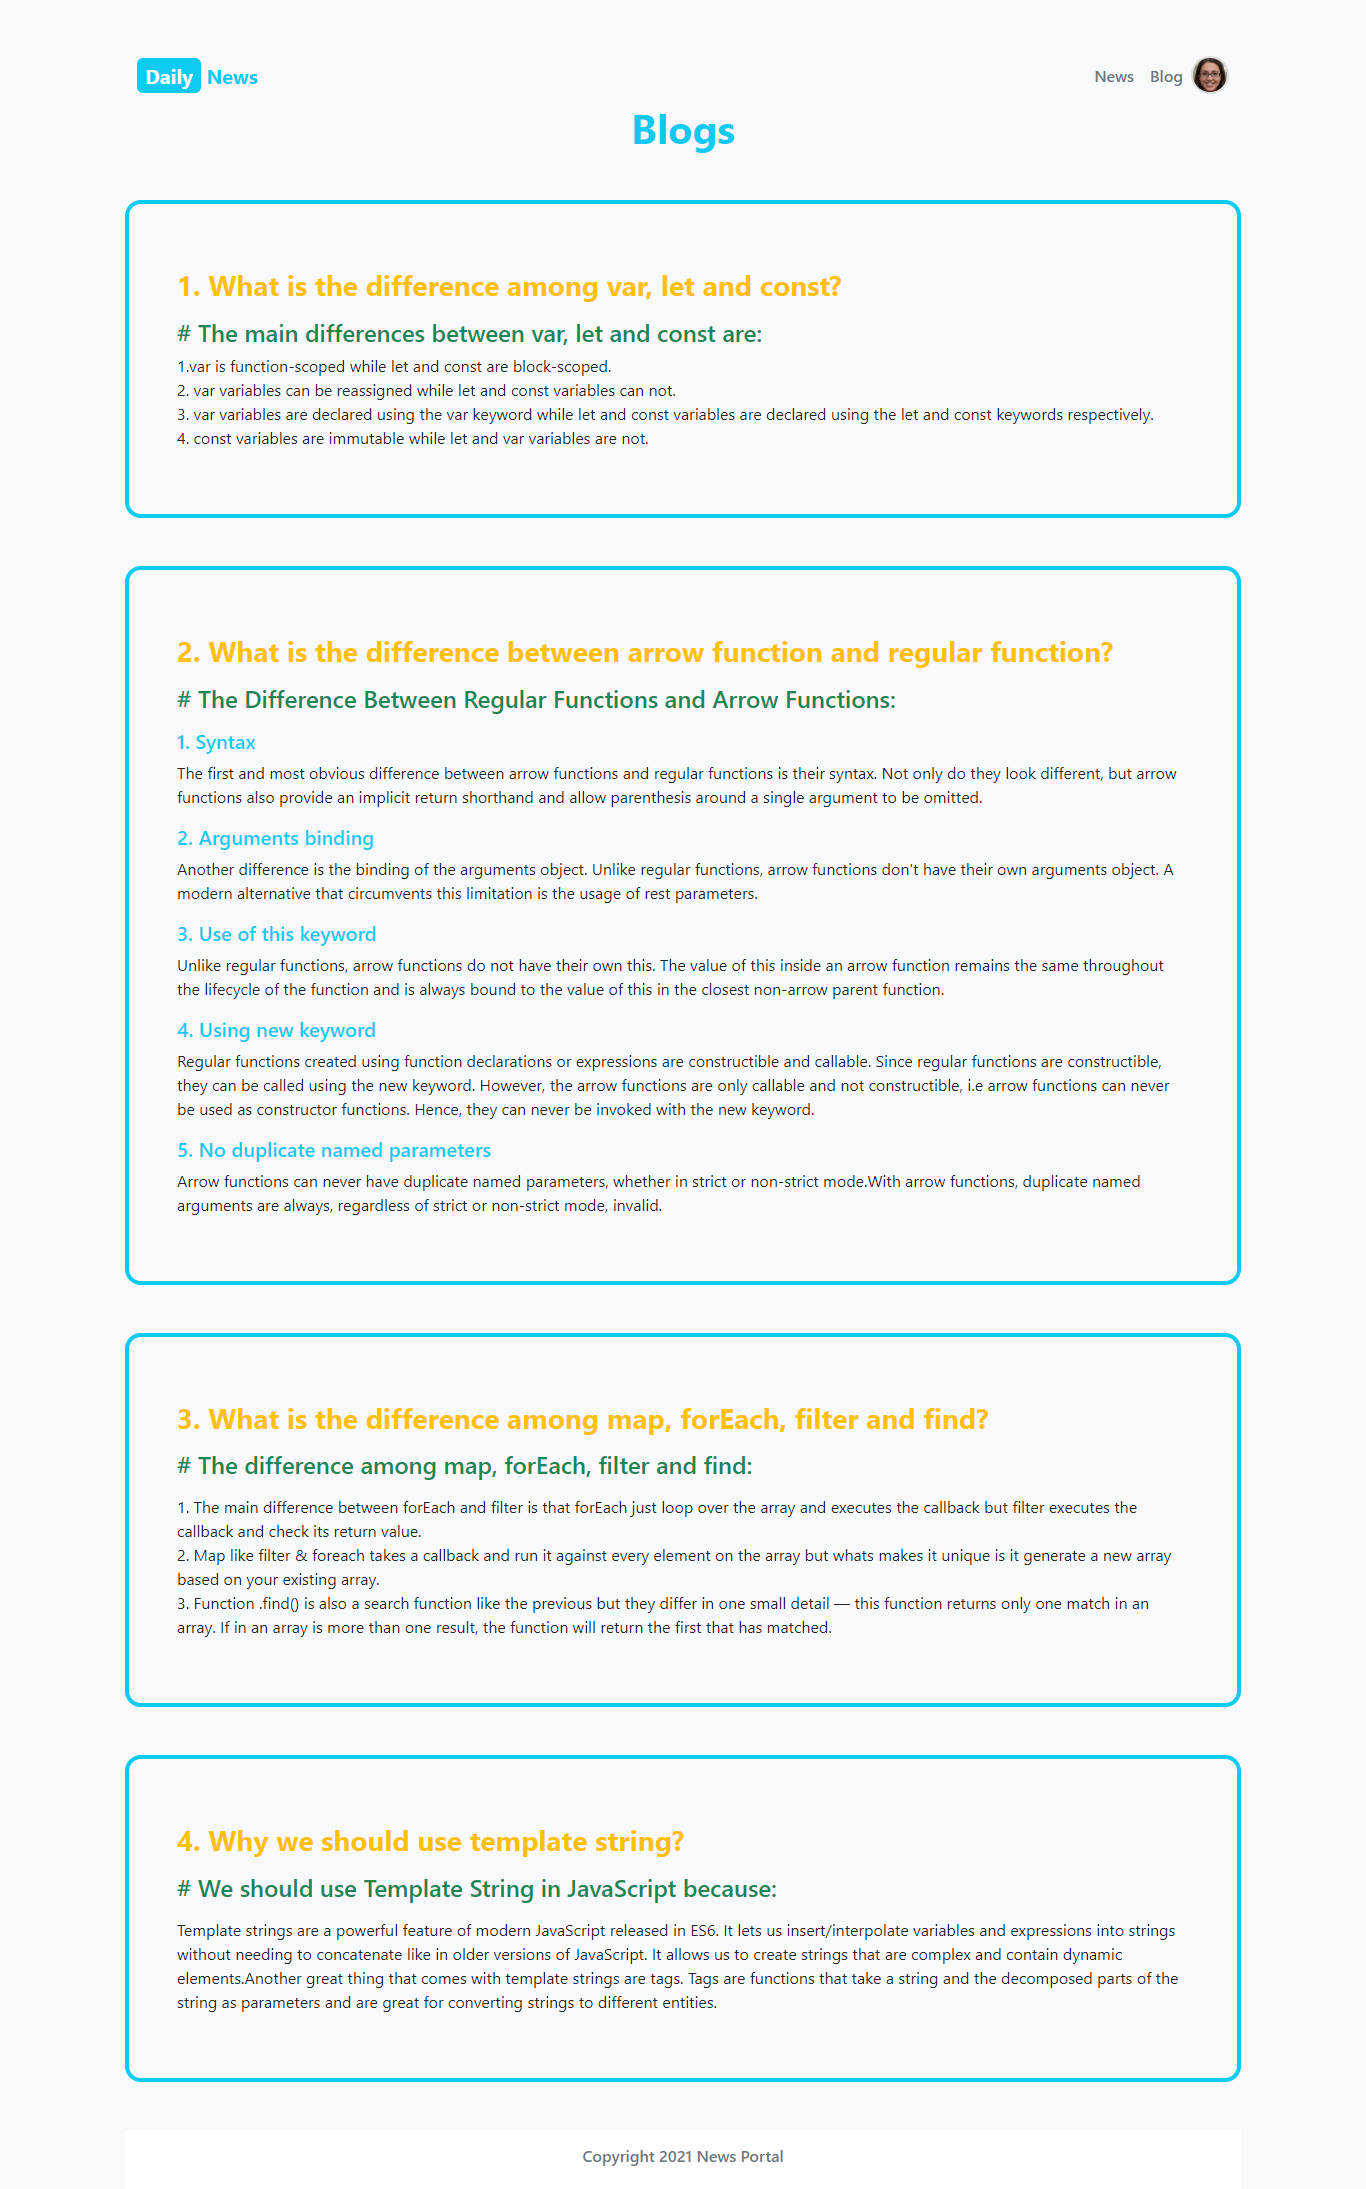 Daily News
News Blog
Blogs
1. What is the difference among var, let and const?
# The main differences between var, let and const are:
1.var is function-scoped while let and const are block-scoped.
2. var variables can be reassigned while let and const variables can not.
3. var variables are declared using the var keyword while let and const variables are declared using the let and const keywords respectively.
4. const variables are immutable while let and var variables are not.
2. What is the difference between arrow function and regular function?
# The Difference Between Regular Functions and Arrow Functions:
1. Syntax
The first and most obvious difference between arrow functions and regular functions is their syntax. Not only do they look different, but arrow
functions also provide an implicit return shorthand and allow parenthesis around a single argument to be omitted.
2. Arguments binding
Another difference is the binding of the arguments object. Unlike regular functions, arrow functions don't have their own arguments object. A
modern alternative that circumvents this limitation is the usage of rest parameters.
3. Use of this keyword
Unlike regular functions, arrow functions do not have their own this. The value of this inside an arrow function remains the same throughout
the lifecycle of the function and is always bound to the value of this in the closest non-arrow parent function.
4. Using new keyword
Regular functions created using function declarations or expressions are constructible and callable. Since regular functions are constructible,
they can be called using the new keyword. However, the arrow functions are only callable and not constructible, i.e arrow functions can never
be used as constructor functions. Hence, they can never be invoked with the new keyword.
5. No duplicate named parameters
Arrow functions can never have duplicate named parameters, whether in strict or non-strict mode.With arrow functions, duplicate named
arguments are always, regardless of strict or non-strict mode, invalid.
3. What is the difference among map, forEach, filter and find?
# The difference among map, forEach, filter and find:
1. The main difference between forEach and filter is that forEach just loop over the array and executes the callback but filter executes the
callback and check its return value.
2. Map like filter & foreach takes a callback and run it against every element on the array but whats makes it unique is it generate a new array
based on your existing array.
3. Function .find() is also a search function like the previous but they differ in one small detail — this function returns only one match in an
array. If in an array is more than one result, the function will return the first that has matched.
4. Why we should use template string?
# We should use Template String in JavaScript because:
Template strings are a powerful feature of modern JavaScript released in ES6. It lets us insert/interpolate variables and expressions into strings
without needing to concatenate like in older versions of JavaScript. It allows us to create strings that are complex and contain dynamic
elements.Another great thing that comes with template strings are tags. Tags are functions that take a string and the decomposed parts of the
string as parameters and are great for converting strings to different entities.
Copyright 2021 News Portal